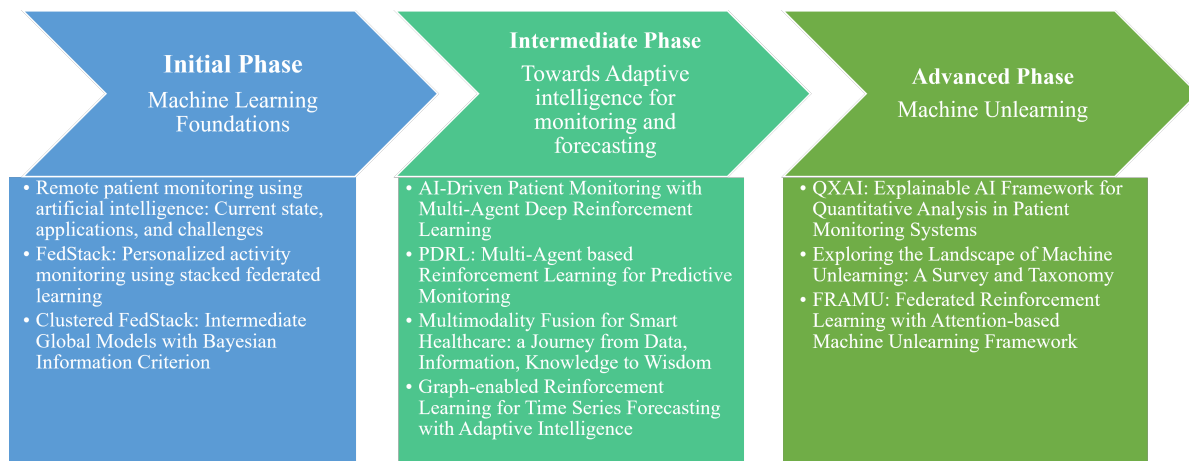 Initial Phase
Machine Learning
Foundations
• Remote patient monitoring using
artificial intelligence: Current state,
applications, and challenges
• FedStack: Personalized activity
monitoring using stacked federated
learning
• Clustered FedStack: Intermediate
Global Models with Bayesian
Information Criterion
Intermediate Phase
Towards Adaptive
intelligence for
monitoring and
forecasting
• AI-Driven Patient Monitoring with
Multi-Agent Deep Reinforcement
Learning
• PDRL: Multi-Agent based
Reinforcement Learning for Predictive
Monitoring
• Multimodality Fusion for Smart
Healthcare: a Journey from Data,
Information, Knowledge to Wisdom
• Graph-enabled Reinforcement
Learning for Time Series Forecasting
with Adaptive Intelligence
Advanced Phase
Machine Unlearning
• QXAI: Explainable AI Framework for
Quantitative Analysis in Patient
Monitoring Systems
• Exploring the Landscape of Machine
Unlearning: A Survey and Taxonomy
• FRAMU: Federated Reinforcement
Learning with Attention-based
Machine Unlearning Framework